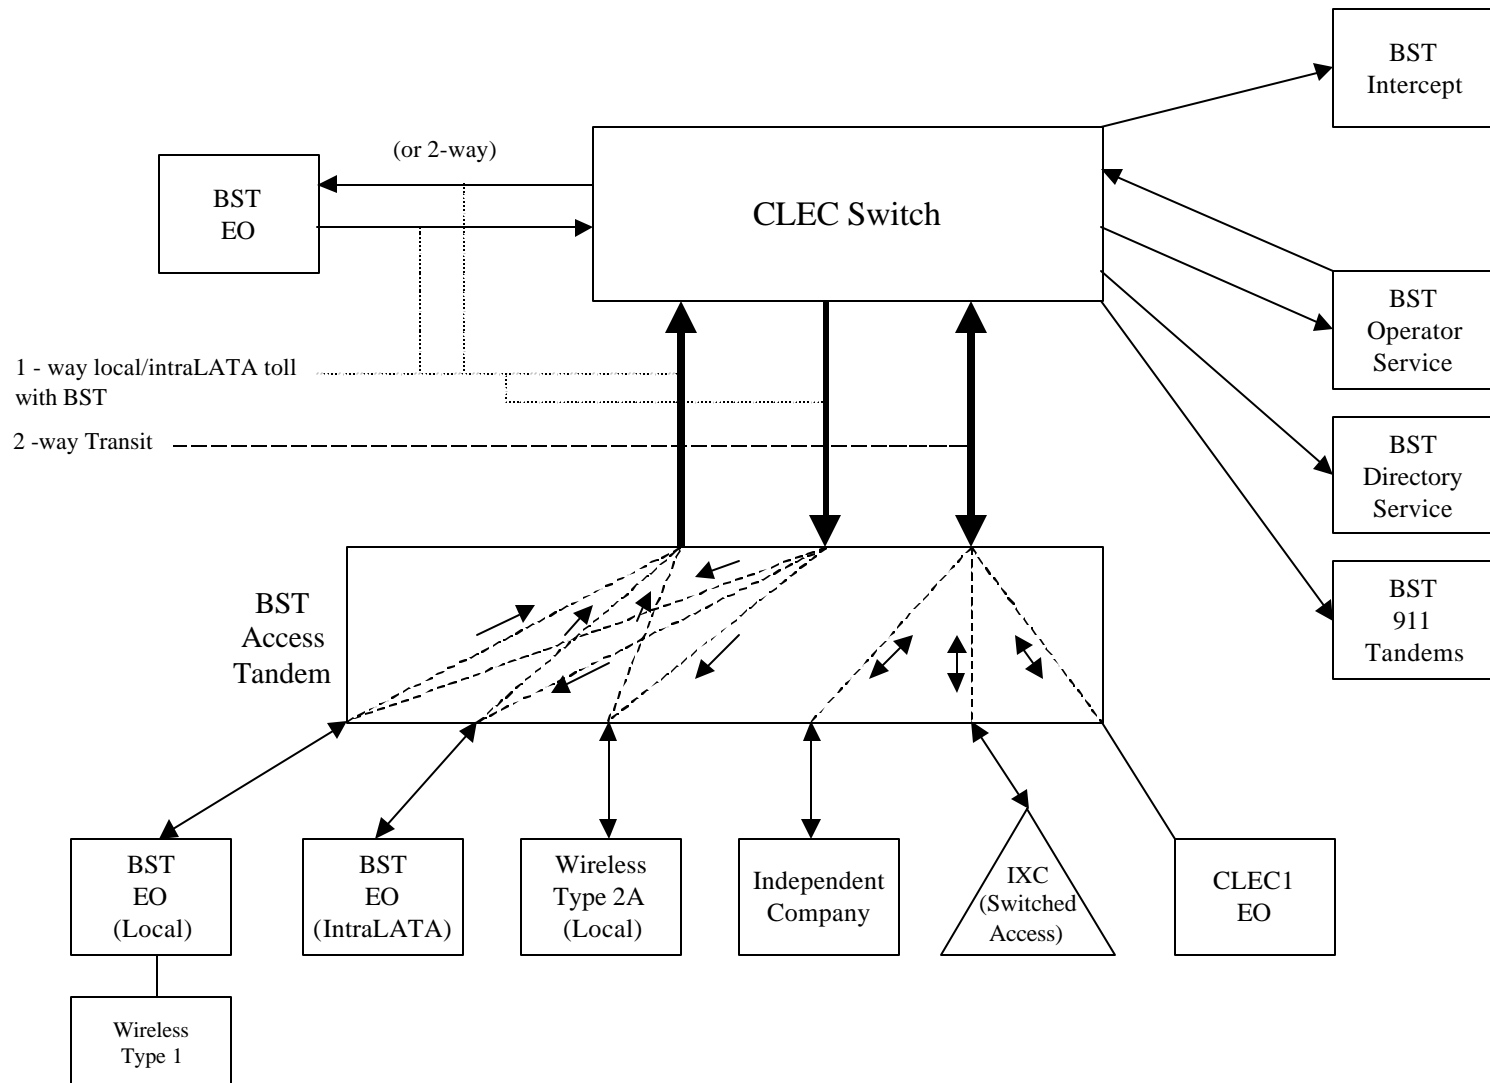 BST
Intercept
(or 2-way)
BST
EO
CLEC Switch
BST
Operator
Service
1 - way local/intraLATA toll
with BST
2 -way Transit
BST
Directory
Service
BST
911
Tandems
BST
Access
Tandem
BST
EO
(Local)
BST
EO
(IntraLATA)
Wireless
Type 2A
(Local)
Independent
Company
IXC
(Switched
Access)
CLEC1
EO
Wireless
Type 1